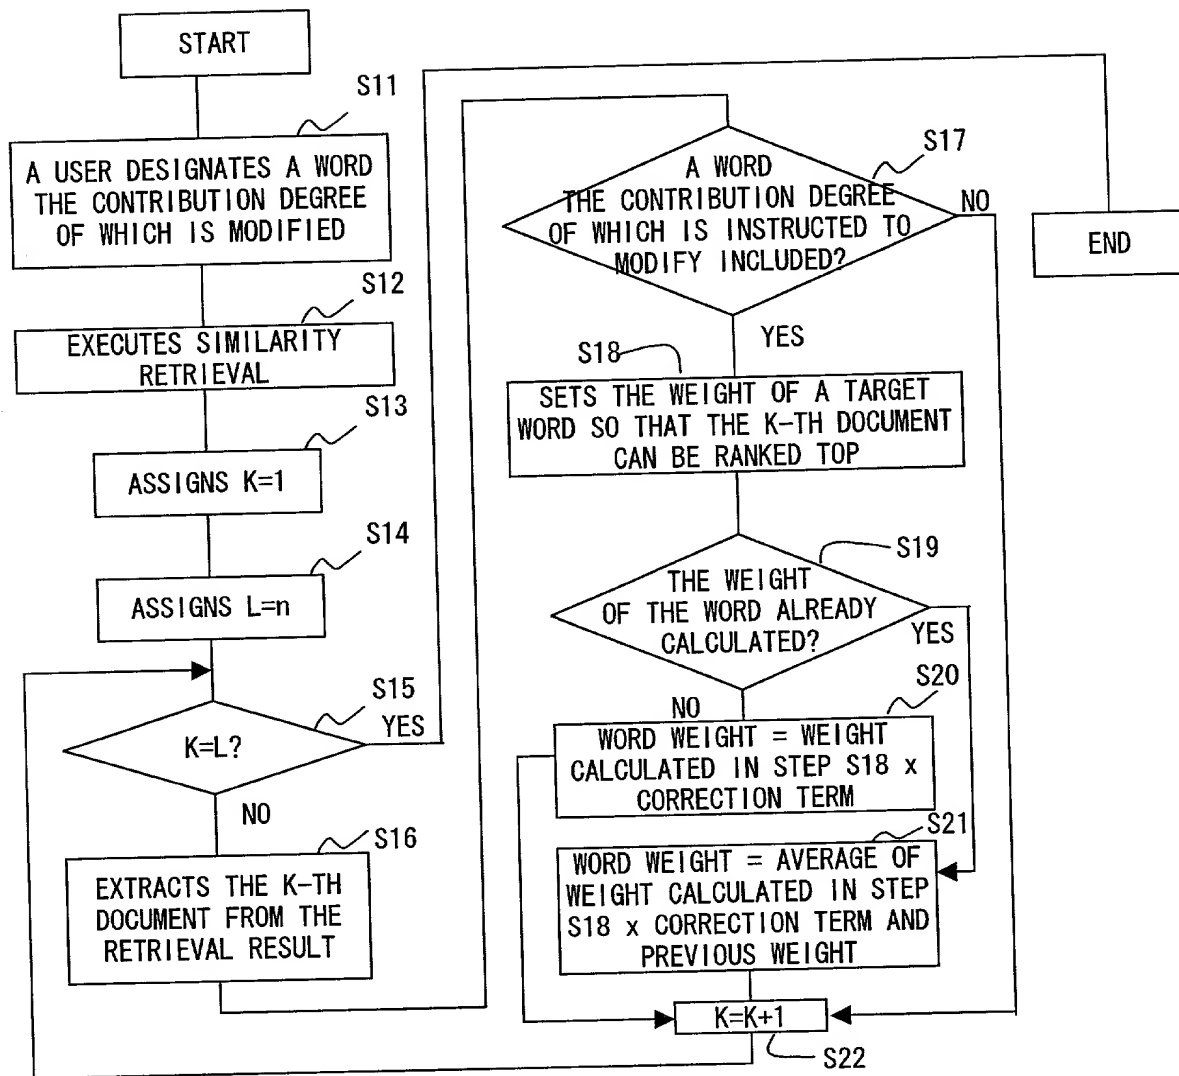 START
S11
A USER DESIGNATES A WORD
THE CONTRIBUTION DEGREE
OF WHICH IS MODIFIED
S12
EXECUTES SIMILARITY
RETRIEVAL
S13
ASSIGNS K=1
S14
ASSIGNS L=n
S15
K=L?
YES
NO
S16
EXTRACTS THE K-TH
DOCUMENT FROM THE
RETRIEVAL RESULT
S17
A WORD
THE CONTRIBUTION DEGREE
OF WHICH IS INSTRUCTED TO
MODIFY INCLUDED?
NO
END
YES
S18
SETS THE WEIGHT OF A TARGET
WORD SO THAT THE K-TH DOCUMENT
CAN BE RANKED TOP
S19
THE WEIGHT
OF THE WORD ALREADY
CALCULATED?
YES
NO
S20
WORD WEIGHT = WEIGHT
CALCULATED IN STEP S18 x
CORRECTION TERM
S21
WORD WEIGHT = AVERAGE OF
WEIGHT CALCULATED IN STEP
S18 x CORRECTION TERM AND
PREVIOUS WEIGHT
K=K+1
S22